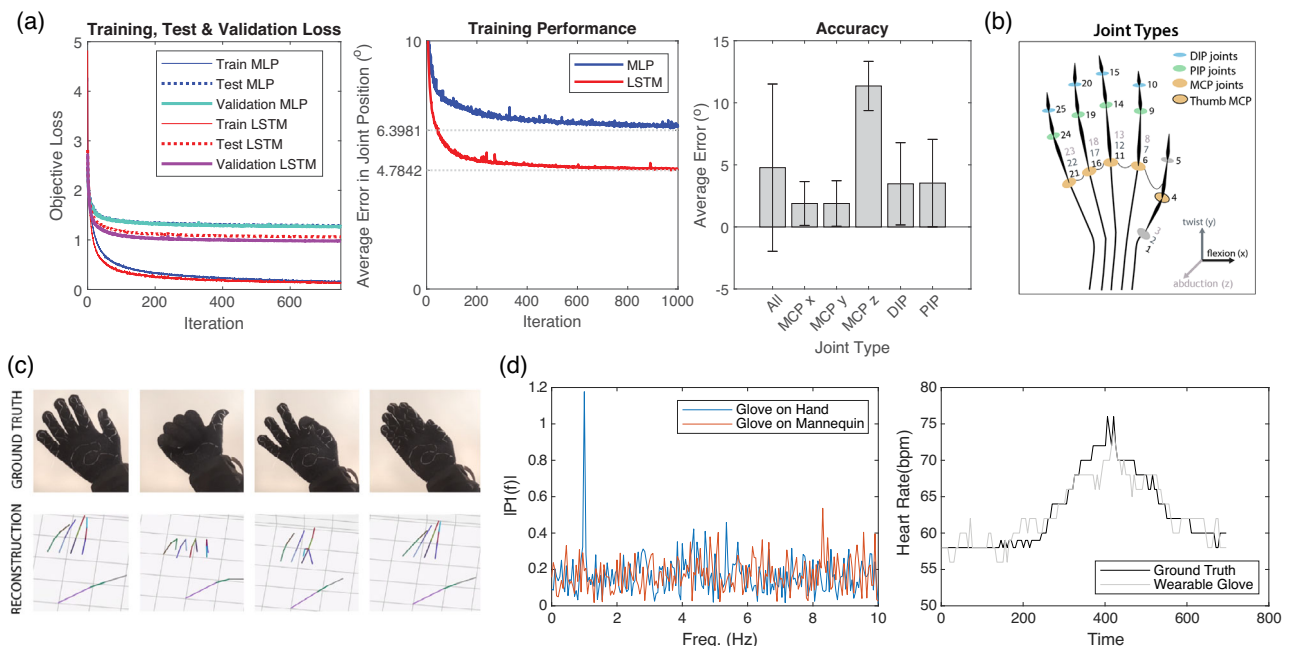 (a)
Training, Test & Validation Loss
5
4
3
2
1
0
0
200
400
600
Objective Loss
Iteration
Train MLP
Test MLP
Validation MLP
Train LSTM
Test LSTM
Validation LSTM
Training Performance
10
6.3981
4.7842
0
0
200
400
600
800
1000
Average Error in Joint Position (°)
Iteration
MLP
LSTM
Accuracy
15
10
5
0
-5
Average Error (°)
All
MCP x
MCP y
MCP z
DIP
PIP
Joint Type
(b)
Joint Types
DIP joints
PIP joints
MCP joints
Thumb MCP
15
20
10
25
14
19
9
24
13
12
11
18
17
16
8
7
6
23
22
21
5
4
3
2
1
twist (y)
flexion (x)
abduction (z)
(c)
GROUND TRUTH
RECONSTRUCTION
(d)
1.2
1
0.8
0.6
0.4
0.2
0
0
2
4
6
8
10
|P1(f)|
Freq. (Hz)
Glove on Hand
Glove on Mannequin
80
75
70
65
60
55
50
0
200
400
600
800
Heart Rate(bpm)
Time
Ground Truth
Wearable Glove